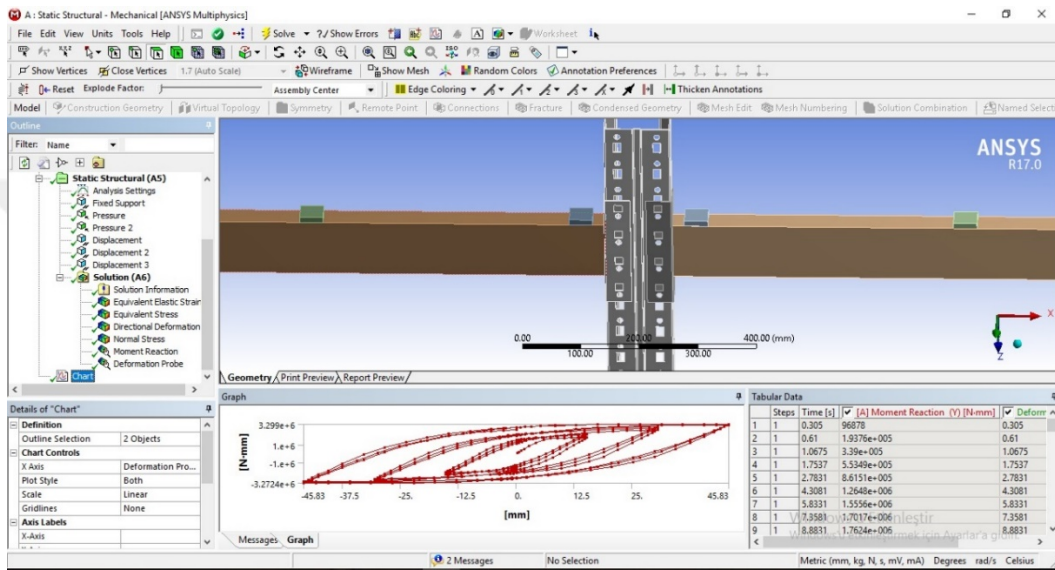 A : Static Structural - Mechanical [ANSYS Multiphysics]
File Edit View Units Tools Help Solve ?/ Show Errors Worksheet
Show Vertices Close Vertices 1.7 (Auto Scale) Wireframe Show Mesh Random Colors Annotation Preferences
Reset Explode Factor: Assembly Center Edge Coloring Thicken Annotations
Model Construction Geometry Virtual Topology Symmetry Remote Point Connections Fracture Condensed Geometry Mesh Edit Mesh Numbering Solution Combination Named Select
Outline
Filter: Name
Static Structural (A5)
Analysis Settings
Fixed Support
Pressure
Pressure 2
Displacement
Displacement 2
Displacement 3
Solution (A6)
Solution Information
Equivalent Elastic Strain
Equivalent Stress
Directional Deformation
Normal Stress
Moment Reaction
Deformation Probe
Chart
ANSYS
R17.0
0.00 200.00 400.00 (mm)
100.00 300.00
X
Z
Geometry Print Preview Report Preview
Details of "Chart"
Definition
Outline Selection 2 Objects
Chart Controls
X Axis Deformation Pro...
Plot Style Both
Scale Linear
Gridlines None
Axis Labels
X-Axis
Graph
[N·mm]
3.299e+6
1.e+6
-1.e+6
-3.2724e+6
-45.83 -37.5 -25. -12.5 0. 12.5 25. 45.83
[mm]
Messages Graph
Tabular Data
Steps Time [s] [A] Moment Reaction (Y) [N·mm] Deform
1 1 0.305 96878 0.305
2 1 0.61 1.9376e+005 0.61
3 1 1.0675 3.39e+005 1.0675
4 1 1.7537 5.5349e+005 1.7537
5 1 2.7831 8.6151e+005 2.7831
6 1 4.3081 1.2648e+006 4.3081
7 1 5.8331 1.5556e+006 5.8331
8 1 7.3581 1.7017e+006 7.3581
9 1 8.8831 1.7624e+006 8.8831
2 Messages No Selection Metric (mm, kg, N, s, mV, mA) Degrees rad/s Celsius